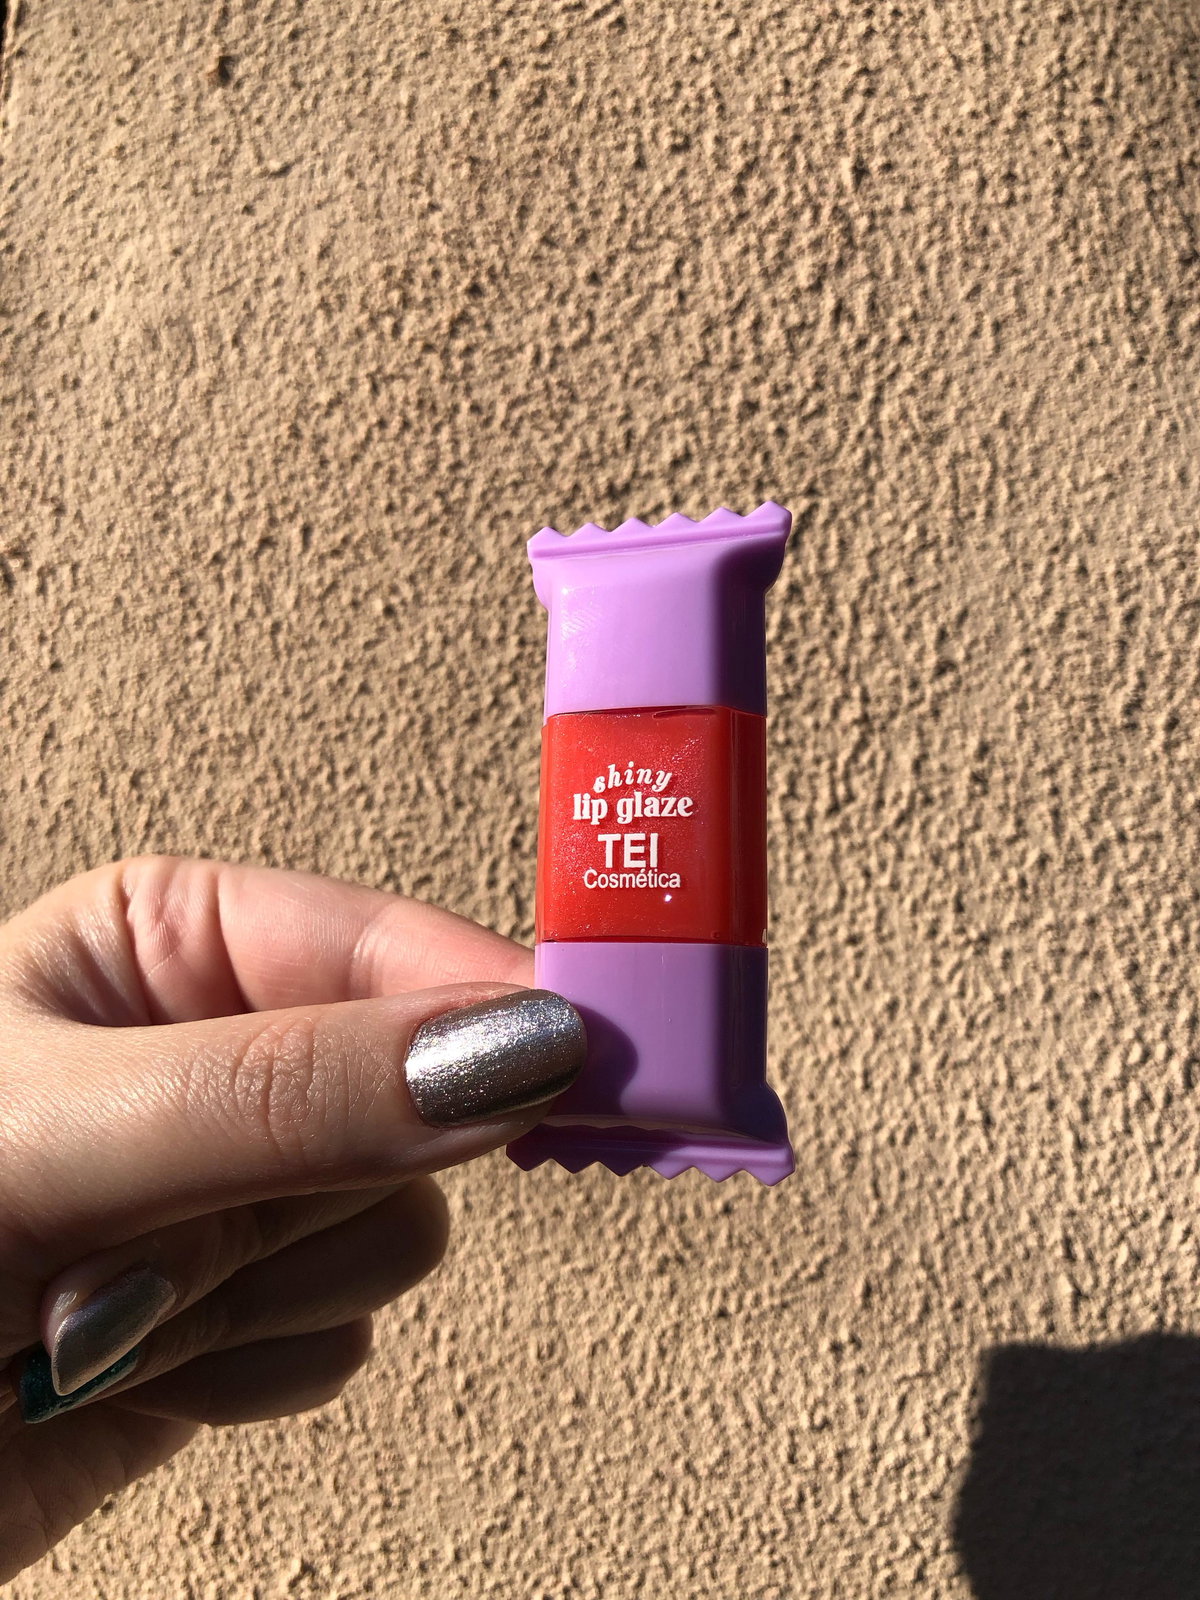 shiny
lip glaze
TEI
Cosmética